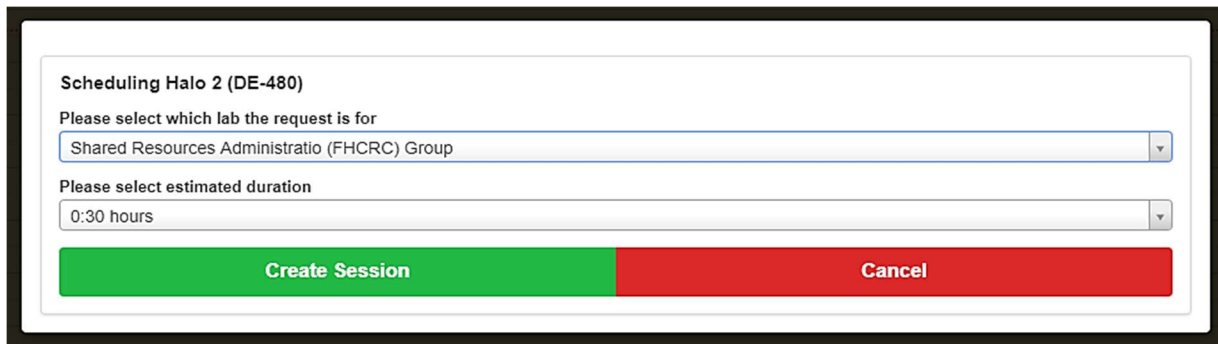 Scheduling Halo 2 (DE-480)
Please select which lab the request is for
Shared Resources Administratio (FHCRC) Group
Please select estimated duration
0:30 hours
Create Session
Cancel